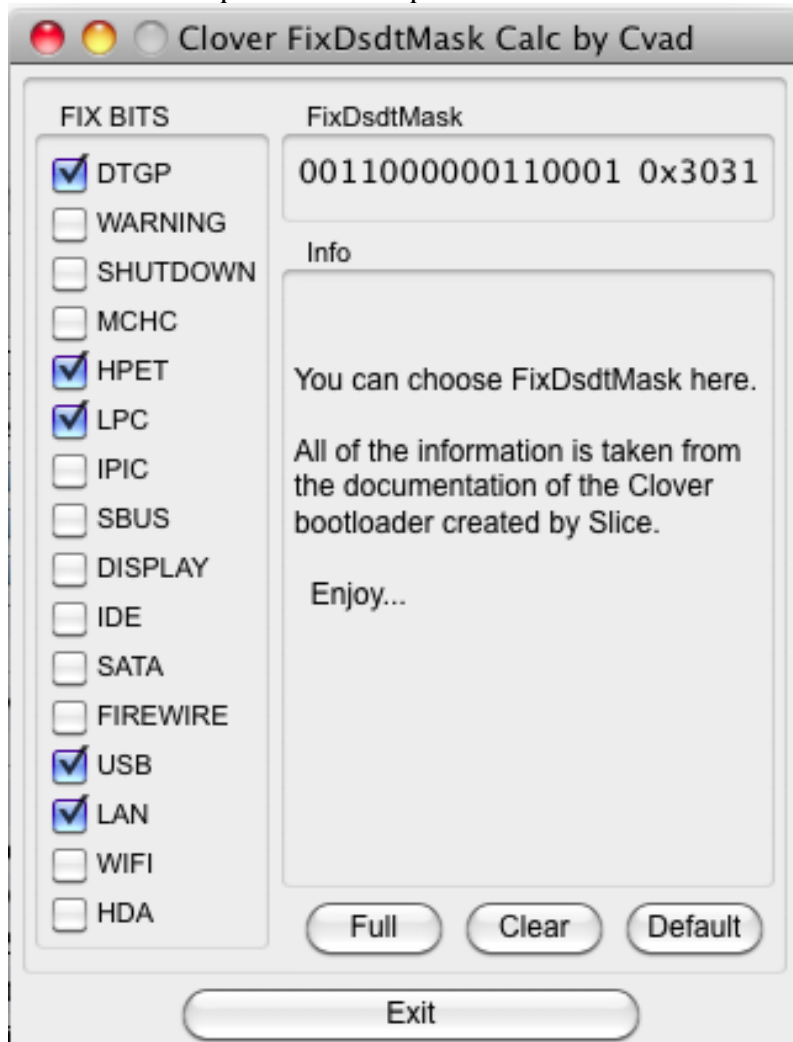 Clover FixDsdtMask Calc by Cvad
FIX BITS
DTGP
WARNING
SHUTDOWN
MCHC
HPET
LPC
IPIC
SBUS
DISPLAY
IDE
SATA
FIREWIRE
USB
LAN
WIFI
HDA
FixDsdtMask
0011000000110001 0x3031
Info
You can choose FixDsdtMask here.
All of the information is taken from
the documentation of the Clover
bootloader created by Slice.
Enjoy...
Full
Clear
Default
Exit